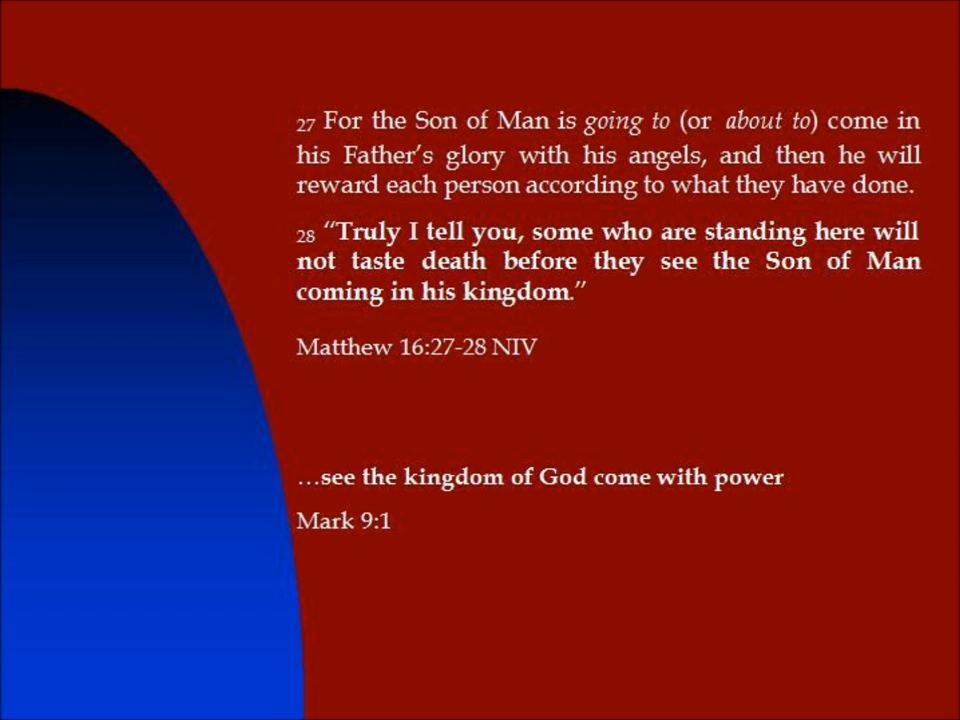 27 For the Son of Man is going to (or about to) come in
his Father’s glory with his angels, and then he will
reward each person according to what they have done.
28 “Truly I tell you, some who are standing here will
not taste death before they see the Son of Man
coming in his kingdom.”
Matthew 16:27-28 NIV
…see the kingdom of God come with power
Mark 9:1